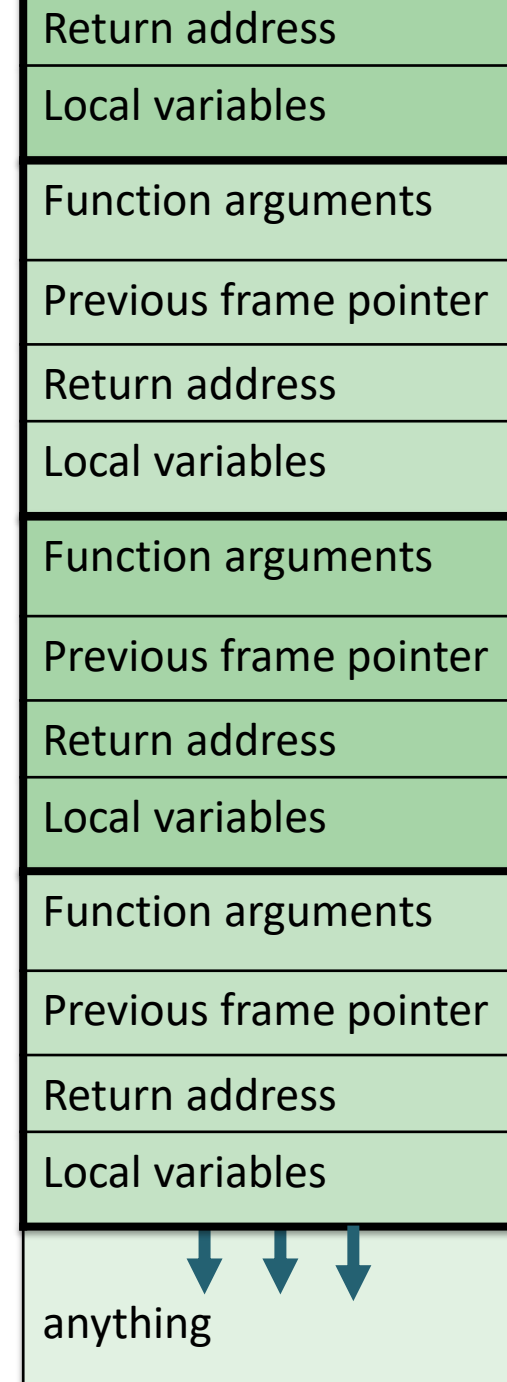 Return address
Local variables
Function arguments
Previous frame pointer
Return address
Local variables
Function arguments
Previous frame pointer
Return address
Local variables
Function arguments
Previous frame pointer
Return address
Local variables
anything